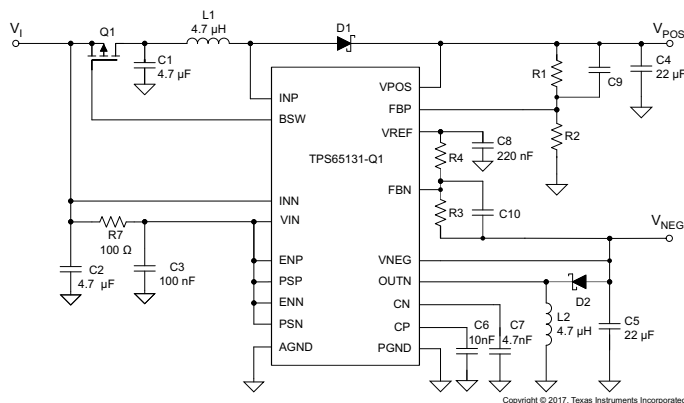 V_I
Q1
L1
4.7 µH
D1
V_POS
C1
4.7 µF
R1
C9
C4
22 µF
INP
BSW
VPOS
FBP
VREF
R2
C8
220 nF
R4
TPS65131-Q1
INN
VIN
FBN
R3
C10
V_NEG
R7
100 Ω
C2
4.7 µF
C3
100 nF
ENP
PSP
ENN
PSN
AGND
VNEG
OUTN
CN
CP
PGND
D2
L2
4.7 µH
C5
22 µF
C6
10nF
C7
4.7nF
Copyright © 2017, Texas Instruments Incorporated